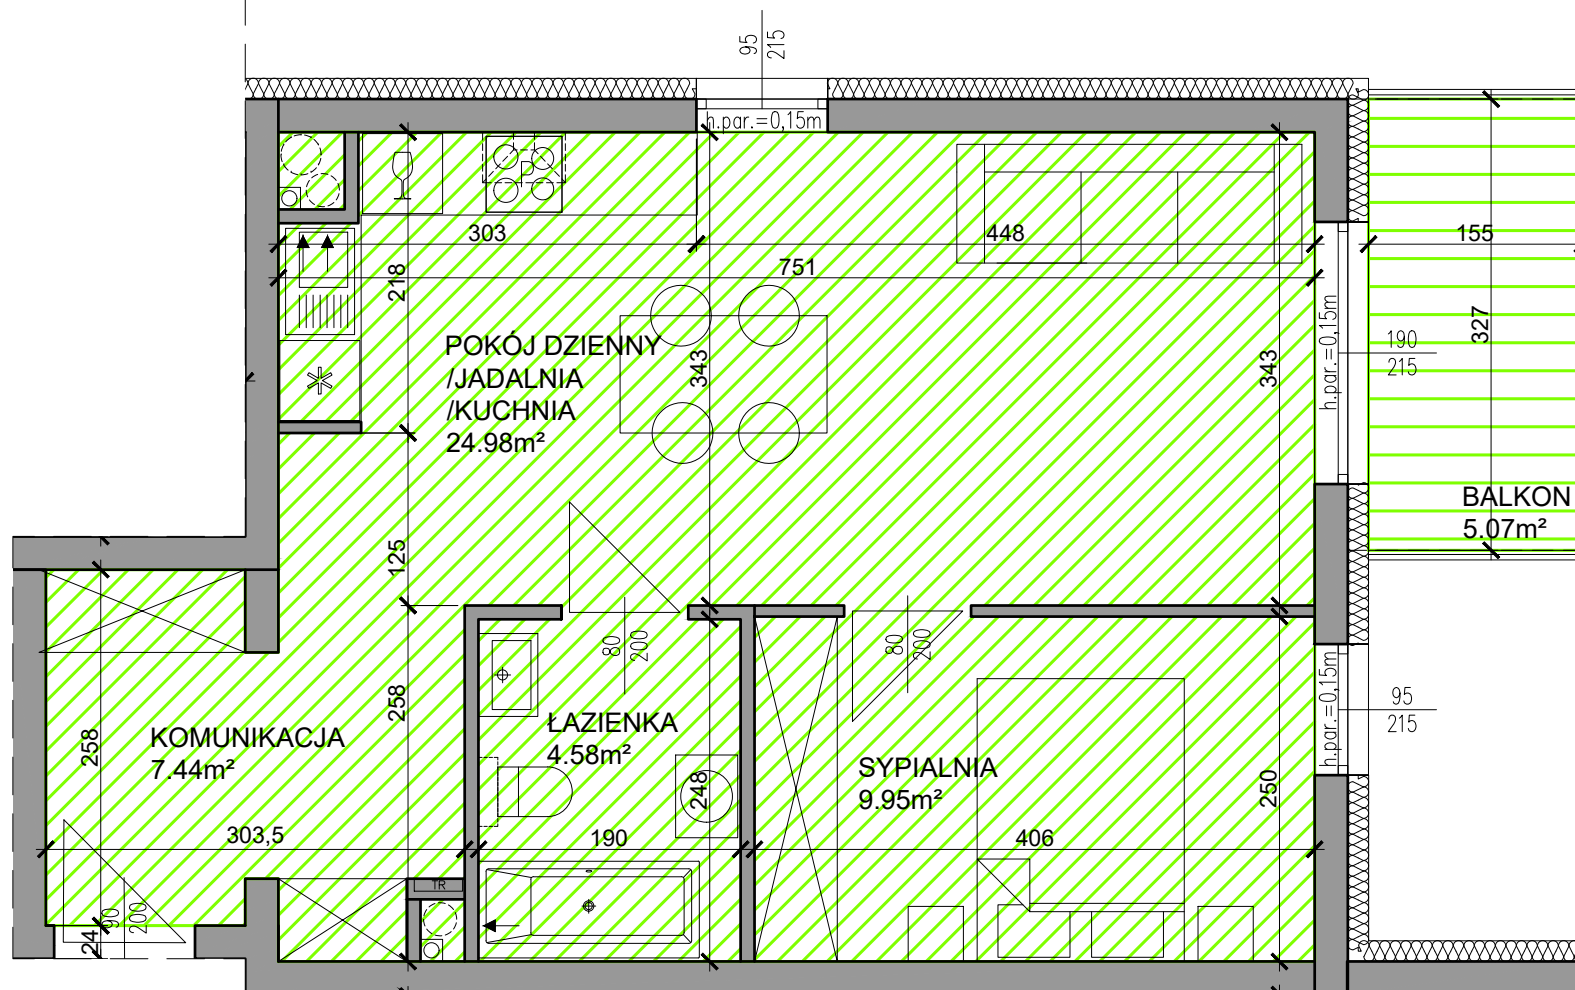 95
215
h.par.=0,15m
P
303
448
155
751
218
343
343
327
h.par.=0,15m
190
215
POKÓJ DZIENNY
/JADALNIA
/KUCHNIA
24.98m²
BALKON
5.07m²
125
80
200
80
200
258
258
h.par.=0,15m
95
215
KOMUNIKACJA
7.44m²
ŁAZIENKA
4.58m²
SYPIALNIA
9.95m²
248
250
303,5
190
406
TR
90
200
24